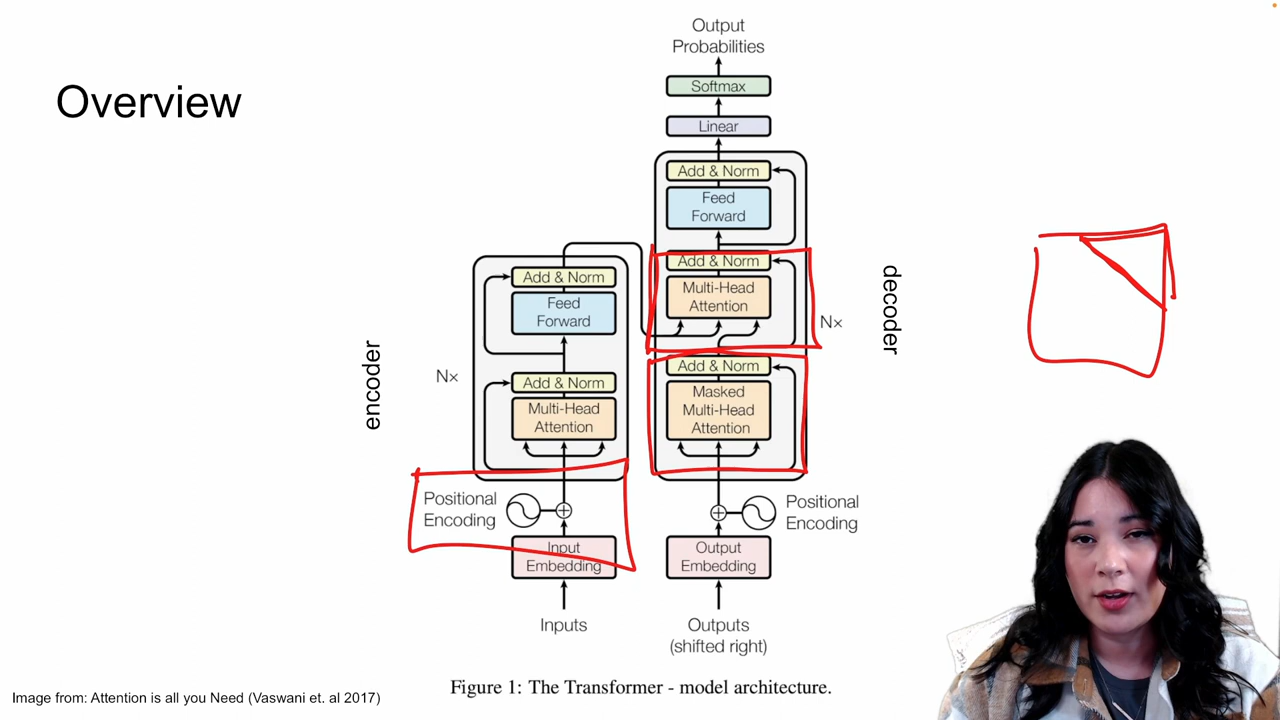 Overview
Output
Probabilities
Softmax
Linear
Add & Norm
Feed
Forward
Add & Norm
Multi-Head
Attention
Add & Norm
Masked
Multi-Head
Attention
Nx
decoder
Add & Norm
Feed
Forward
Add & Norm
Multi-Head
Attention
Nx
encoder
Positional
Encoding
Positional
Encoding
Input
Embedding
Output
Embedding
Inputs
Outputs
(shifted right)
Figure 1: The Transformer - model architecture.
Image from: Attention is all you Need (Vaswani et. al 2017)